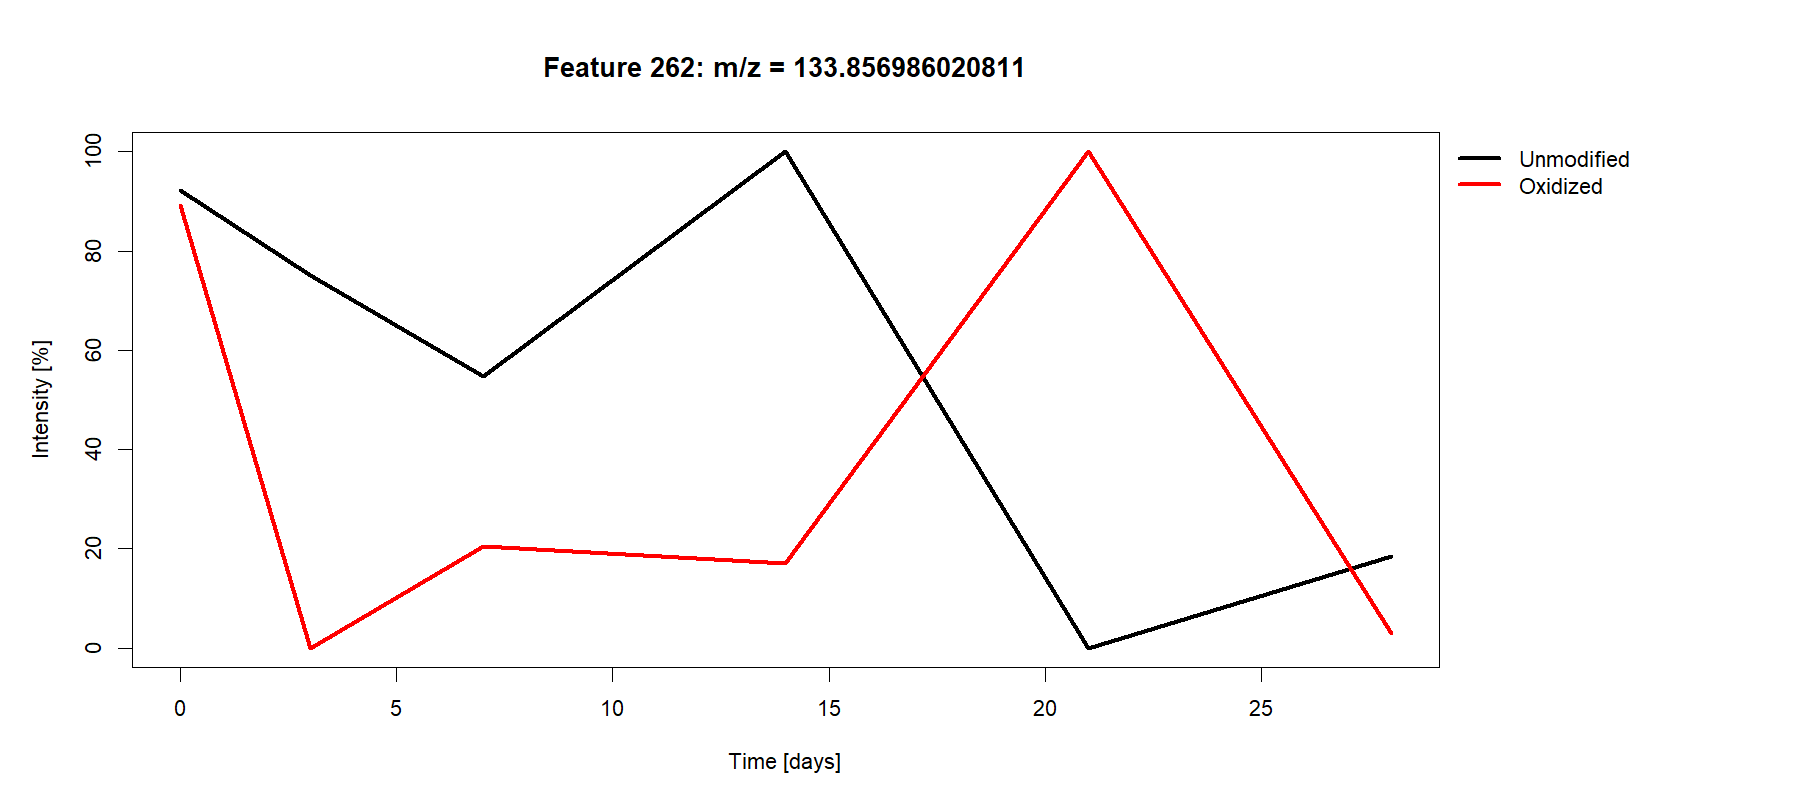 Feature 262: m/z = 133.856986020811
Unmodified
Oxidized
Intensity [%]
100
80
60
40
20
0
0 5 10 15 20 25
Time [days]